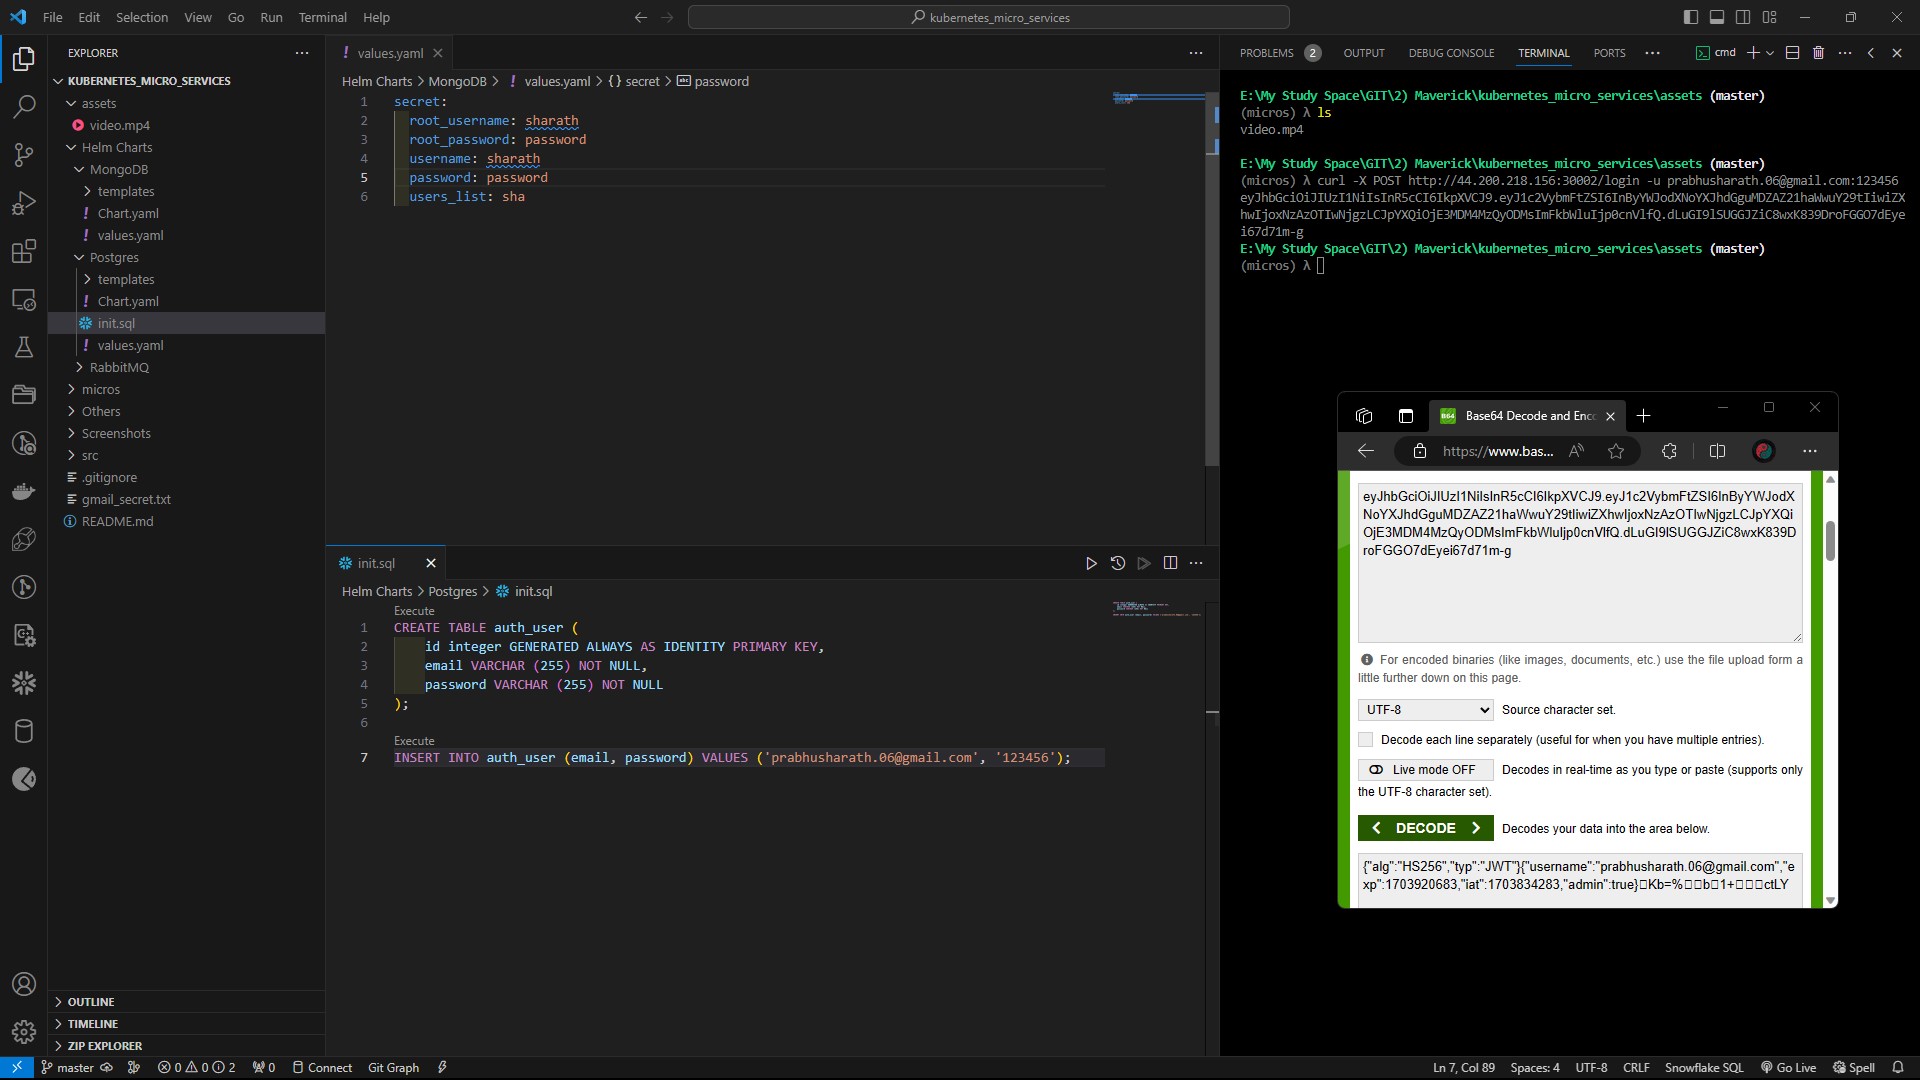 File Edit Selection View Go Run Terminal Help
kubernetes_micro_services
EXPLORER
KUBERNETES_MICRO_SERVICES
assets
video.mp4
Helm Charts
MongoDB
templates
Chart.yaml
values.yaml
Postgres
templates
Chart.yaml
init.sql
values.yaml
RabbitMQ
micros
Others
Screenshots
src
.gitignore
gmail_secret.txt
README.md
OUTLINE
TIMELINE
ZIP EXPLORER
values.yaml
Helm Charts > MongoDB > values.yaml > {} secret > password
1 secret:
2 root_username: sharath
3 root_password: password
4 username: sharath
5 password: password
6 users_list: sha
init.sql
Helm Charts > Postgres > init.sql
Execute
1 CREATE TABLE auth_user (
2 id integer GENERATED ALWAYS AS IDENTITY PRIMARY KEY,
3 email VARCHAR (255) NOT NULL,
4 password VARCHAR (255) NOT NULL
5 );
6
Execute
7 INSERT INTO auth_user (email, password) VALUES ('prabhusharath.06@gmail.com', '123456');
PROBLEMS 2 OUTPUT DEBUG CONSOLE TERMINAL PORTS
cmd
E:\My Study Space\GIT\2) Maverick\kubernetes_micro_services\assets (master)
(micros) λ ls
video.mp4
E:\My Study Space\GIT\2) Maverick\kubernetes_micro_services\assets (master)
(micros) λ curl -X POST http://44.200.218.156:30002/login -u prabhusharath.06@gmail.com:123456
eyJhbGciOiJIUzI1NiIsInR5cCI6IkpXVCJ9.eyJ1c2VybmFtZSI6InByYWJodXNoYXJhdGguMDZAZ21haWwuY29tIiwiZX
hwIjoxNzAzOTIwNjgzLCJpYXQiOjE3MDM4MzQyODMsImFkbWluIjp0cnVlfQ.dLuGI9lSUGGJZiC8wxK839DroFGGO7dEye
i67d71m-g
E:\My Study Space\GIT\2) Maverick\kubernetes_micro_services\assets (master)
(micros) λ
B64 Base64 Decode and Enc
https://www.bas...
eyJhbGciOiJIUzI1NiIsInR5cCI6IkpXVCJ9.eyJ1c2VybmFtZSI6InByYWJodX
NoYXJhdGguMDZAZ21haWwuY29tIiwiZXhwIjoxNzAzOTIwNjgzLCJpYXQi
OjE3MDM4MzQyODMsImFkbWluIjp0cnVlfQ.dLuGI9lSUGGJZiC8wxK839D
roFGGO7dEyei67d71m-g
For encoded binaries (like images, documents, etc.) use the file upload form a
little further down on this page.
UTF-8 Source character set.
Decode each line separately (useful for when you have multiple entries).
Live mode OFF Decodes in real-time as you type or paste (supports only
the UTF-8 character set).
DECODE Decodes your data into the area below.
{"alg":"HS256","typ":"JWT"}{"username":"prabhusharath.06@gmail.com","e
xp":1703920683,"iat":1703834283,"admin":true}□Kb=%□□b□1+□□□ctLY
master 0 0 2 0 Connect Git Graph
Ln 7, Col 89 Spaces: 4 UTF-8 CRLF Snowflake SQL Go Live Spell